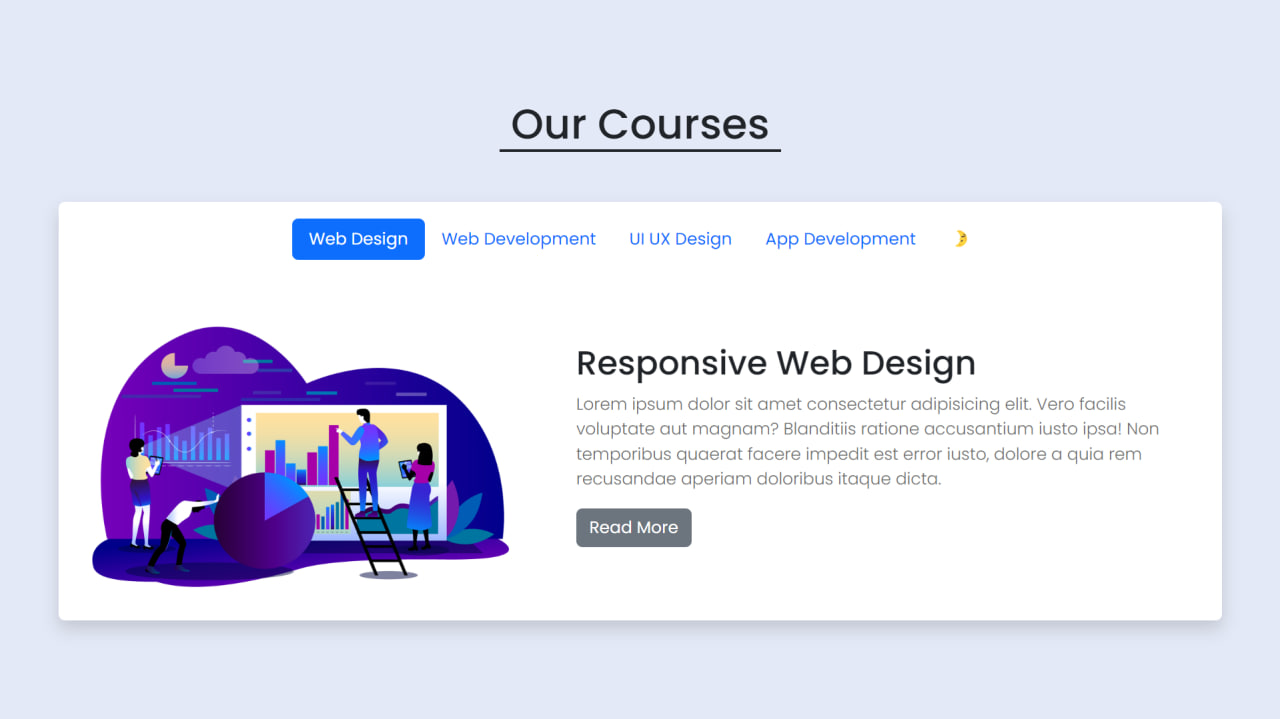 Our Courses
Web Design Web Development UI UX Design App Development
Responsive Web Design
Lorem ipsum dolor sit amet consectetur adipisicing elit. Vero facilis
voluptate aut magnam? Blanditiis ratione accusantium iusto ipsa! Non
temporibus quaerat facere impedit est error iusto, dolore a quia rem
recusandae aperiam doloribus itaque dicta.
Read More